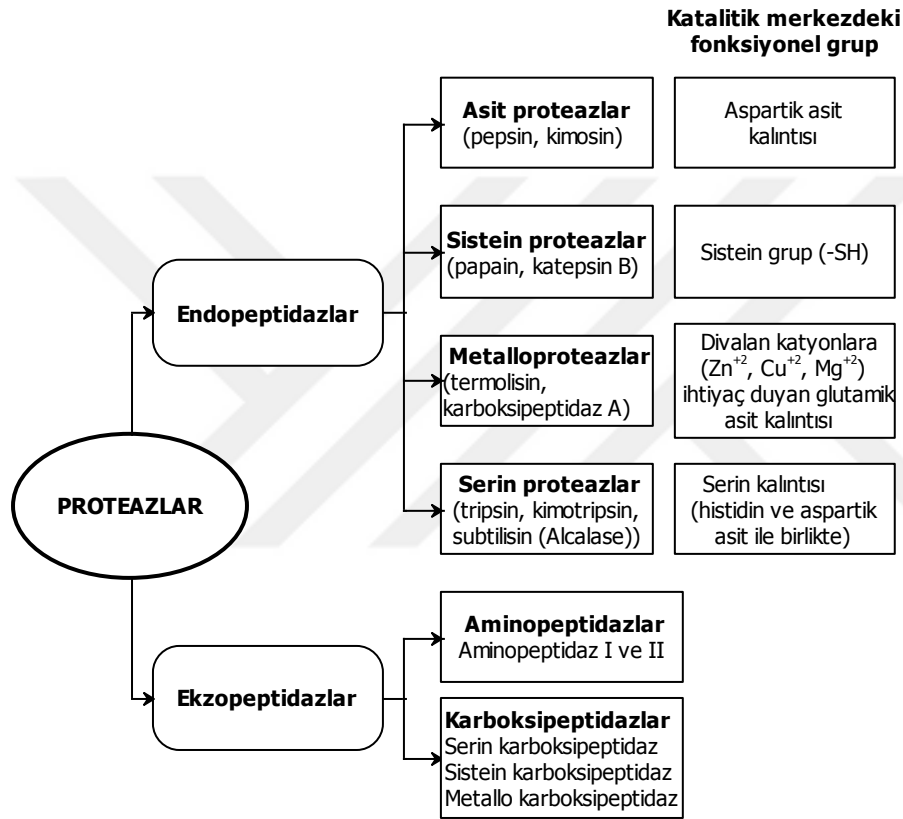 Katalitik merkezdeki
fonksiyonel grup
Asit proteazlar
(pepsin, kimosin)
Aspartik asit
kalıntısı
Sistein proteazlar
(papain, katepsin B)
Sistein grup (-SH)
Endopeptidazlar
Metalloproteazlar
(termolisin,
karboksipeptidaz A)
Divalan katyonlara
(Zn⁺², Cu⁺², Mg⁺²)
ihtiyaç duyan glutamik
asit kalıntısı
PROTEAZLAR
Serin proteazlar
(tripsin, kimotripsin,
subtilisin (Alcalase))
Serin kalıntısı
(histidin ve aspartik
asit ile birlikte)
Aminopeptidazlar
Aminopeptidaz I ve II
Ekzopeptidazlar
Karboksipeptidazlar
Serin karboksipeptidaz
Sistein karboksipeptidaz
Metallo karboksipeptidaz